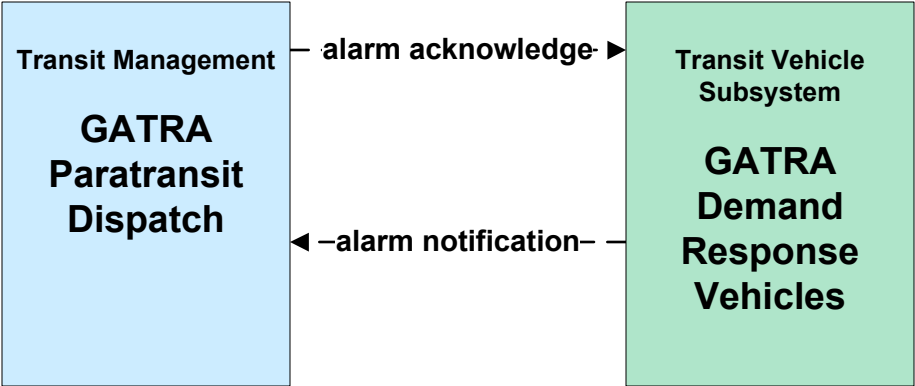 Transit Management
GATRA
Paratransit
Dispatch
alarm acknowledge
alarm notification
Transit Vehicle
Subsystem
GATRA
Demand
Response
Vehicles